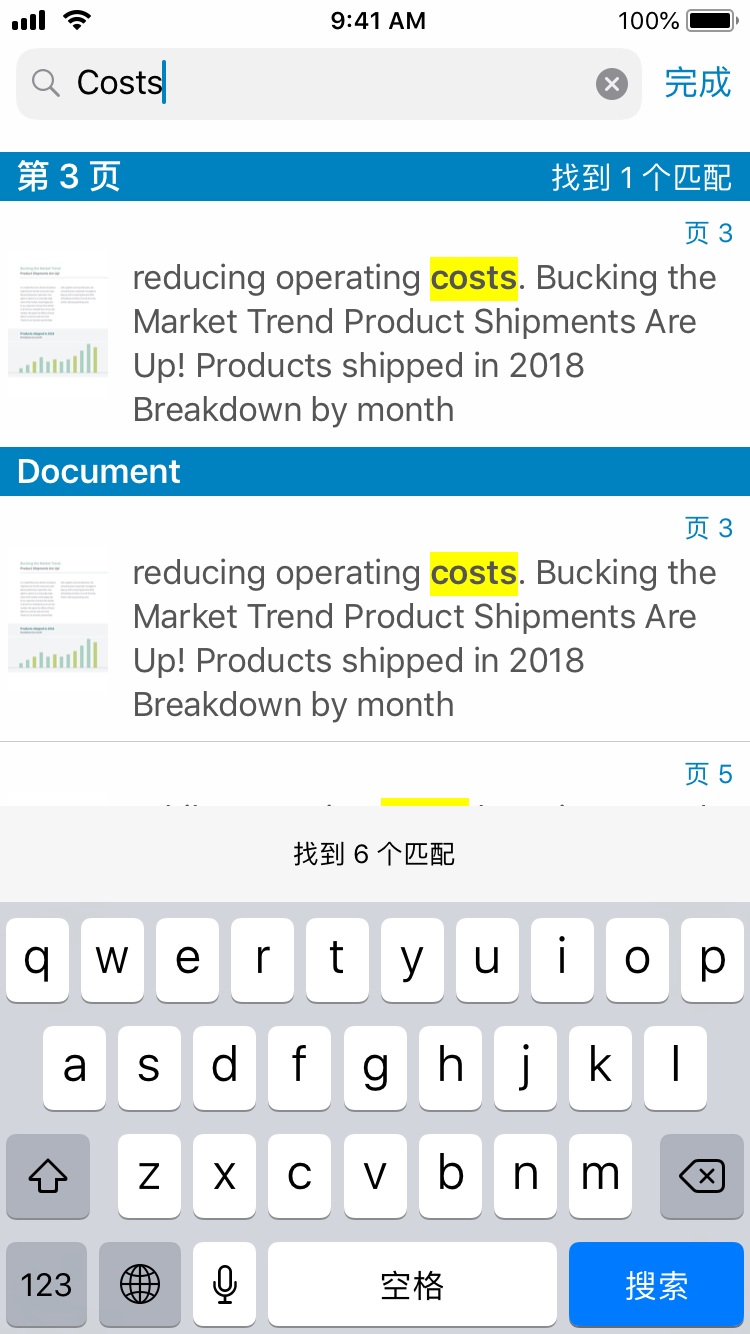 9:41 AM 100%
Costs 完成
第 3 页 找到 1 个匹配
页 3
reducing operating costs. Bucking the
Market Trend Product Shipments Are
Up! Products shipped in 2018
Breakdown by month
Document
页 3
reducing operating costs. Bucking the
Market Trend Product Shipments Are
Up! Products shipped in 2018
Breakdown by month
页 5
找到 6 个匹配
q w e r t y u i o p
a s d f g h j k l
z x c v b n m
123 空格 搜索